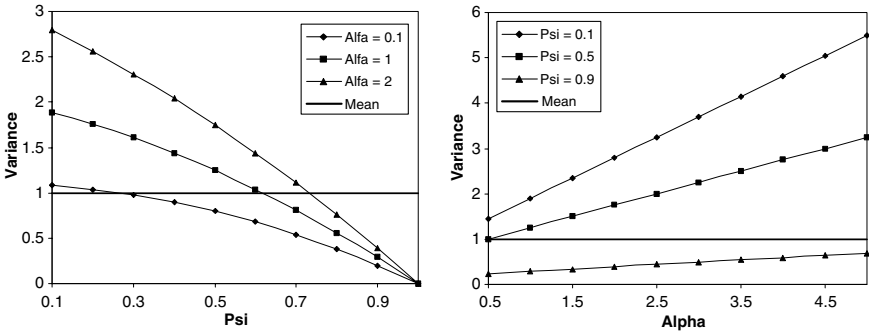 3
2.5
2
1.5
1
0.5
0
Variance
0.1
0.3
0.5
0.7
0.9
Psi
Alfa = 0.1
Alfa = 1
Alfa = 2
Mean
6
5
4
3
2
1
0
Variance
0.5
1.5
2.5
3.5
4.5
Alpha
Psi = 0.1
Psi = 0.5
Psi = 0.9
Mean